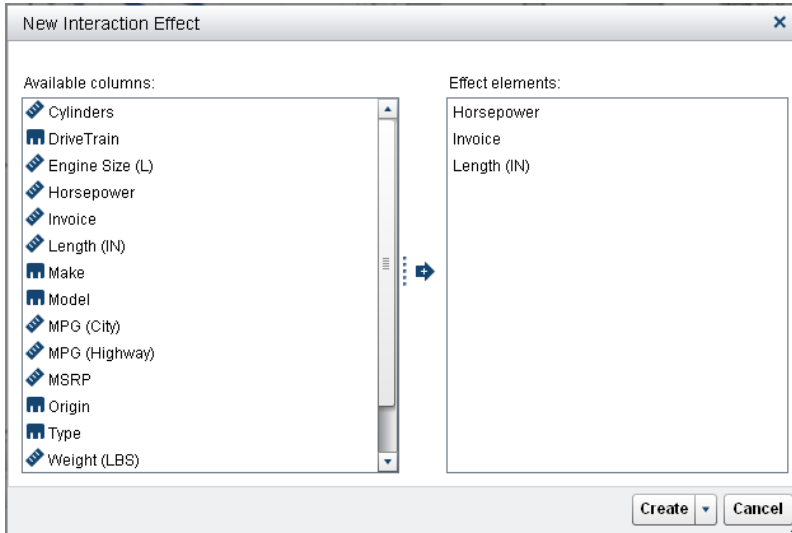 New Interaction Effect
Available columns:
Cylinders
DriveTrain
Engine Size (L)
Horsepower
Invoice
Length (IN)
Make
Model
MPG (City)
MPG (Highway)
MSRP
Origin
Type
Weight (LBS)
Effect elements:
Horsepower
Invoice
Length (IN)
Create
Cancel